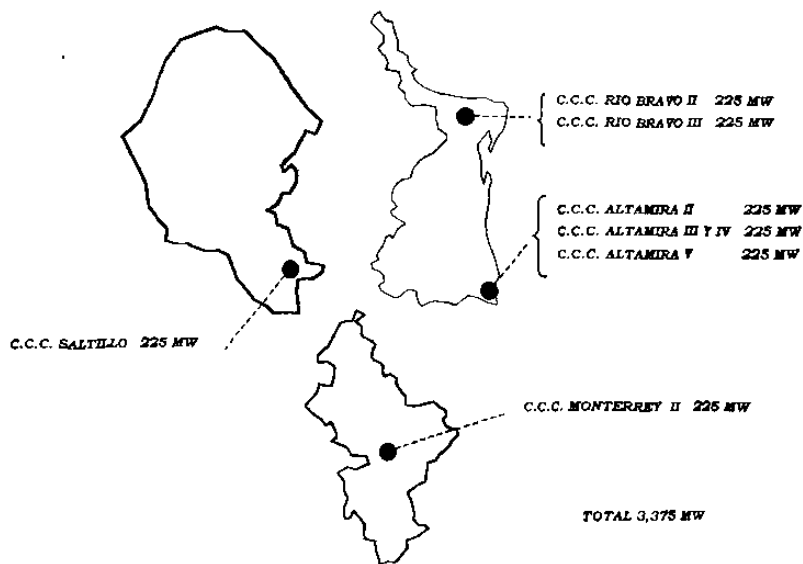 C.C.C. RIO BRAVO II 225 MW
C.C.C. RIO BRAVO III 225 MW
C.C.C. ALTAMIRA II 225 MW
C.C.C. ALTAMIRA III Y IV 225 MW
C.C.C. ALTAMIRA V 225 MW
C.C.C. SALTILLO 225 MW
C.C.C. MONTERREY II 225 MW
TOTAL 3,375 MW